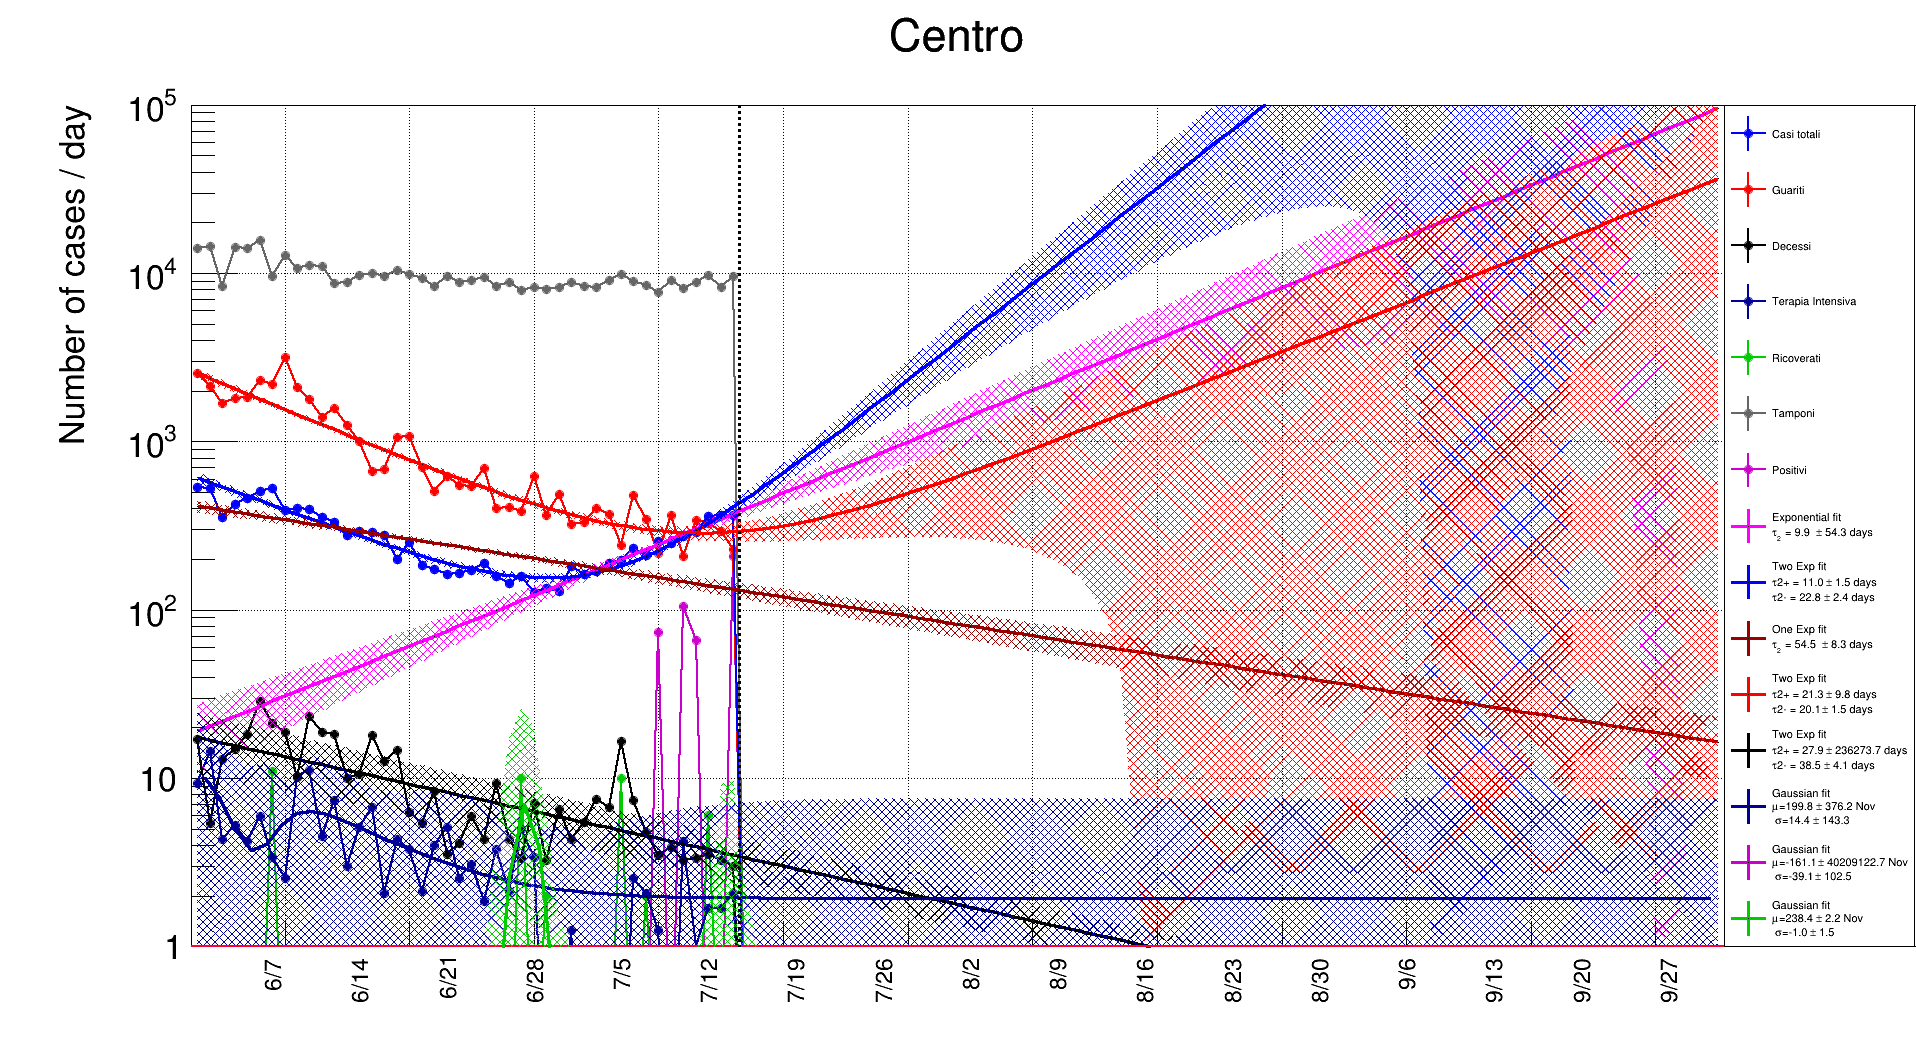 Centro
Number of cases / day
10^5
10^4
10^3
10^2
10
1
6/7
6/14
6/21
6/28
7/5
7/12
7/19
7/26
8/2
8/9
8/16
8/23
8/30
9/6
9/13
9/20
9/27
Casi totali
Guariti
Decessi
Terapia Intensiva
Ricoverati
Tamponi
Positivi
Exponential fit
τ₂ = 9.9 ± 54.3 days
Two Exp fit
τ2+ = 11.0 ± 1.5 days
τ2- = 22.8 ± 2.4 days
One Exp fit
τ₂ = 54.5 ± 8.3 days
Two Exp fit
τ2+ = 21.3 ± 9.8 days
τ2- = 20.1 ± 1.5 days
Two Exp fit
τ2+ = 27.9 ± 236273.7 days
τ2- = 38.5 ± 4.1 days
Gaussian fit
μ=199.8 ± 376.2 Nov
σ=14.4 ± 143.3
Gaussian fit
μ=-161.1 ± 40209122.7 Nov
σ=-39.1 ± 102.5
Gaussian fit
μ=238.4 ± 2.2 Nov
σ=-1.0 ± 1.5